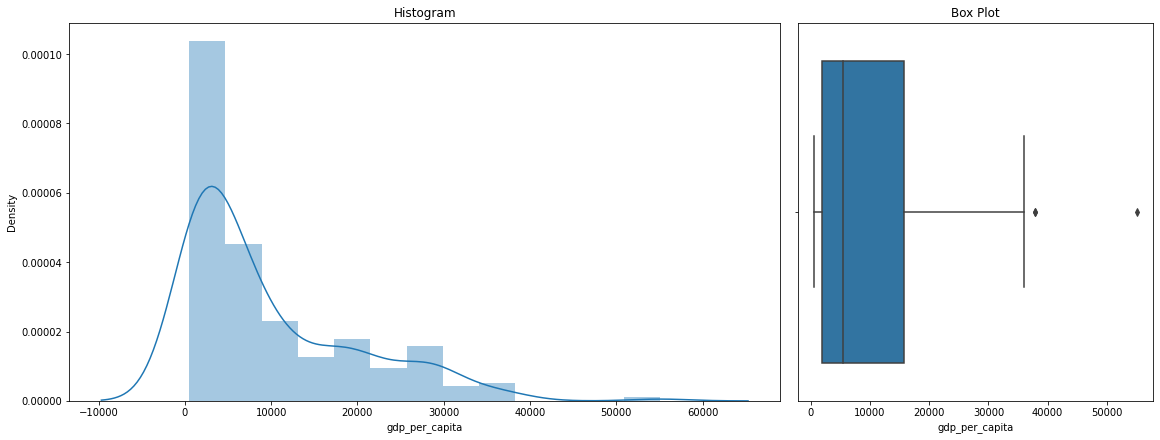 Histogram
Density
0.00010
0.00008
0.00006
0.00004
0.00002
0.00000
−10000 0 10000 20000 30000 40000 50000 60000
gdp_per_capita
Box Plot
0 10000 20000 30000 40000 50000
gdp_per_capita